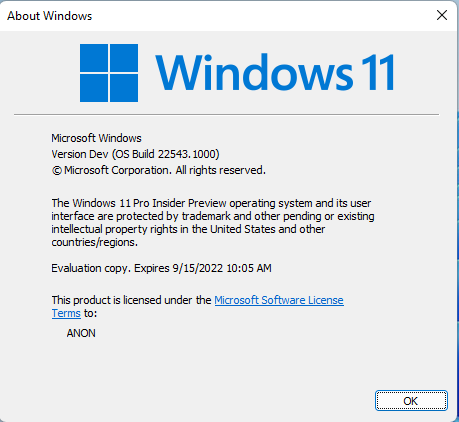 About Windows
Windows 11
Microsoft Windows
Version Dev (OS Build 22543.1000)
© Microsoft Corporation. All rights reserved.
The Windows 11 Pro Insider Preview operating system and its user
interface are protected by trademark and other pending or existing
intellectual property rights in the United States and other
countries/regions.
Evaluation copy. Expires 9/15/2022 10:05 AM
This product is licensed under the Microsoft Software License
Terms to:
ANON
OK